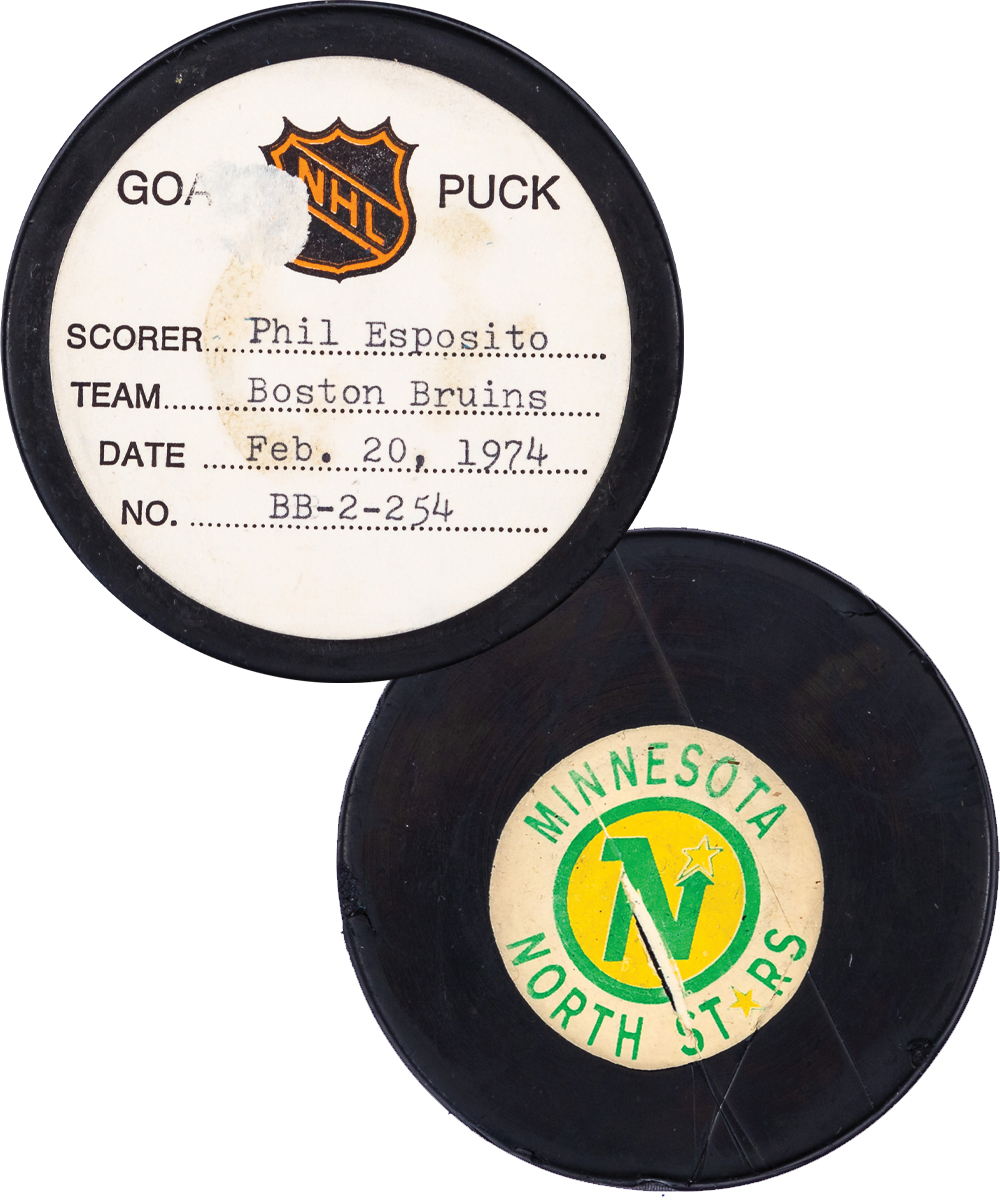 GOA NHL PUCK
SCORER Phil Esposito
TEAM Boston Bruins
DATE Feb. 20, 1974
NO. BB-2-254
MINNESOTA
N
NORTH ST★RS